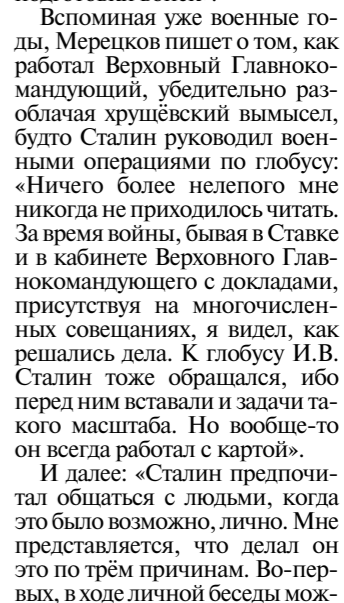 Вспоминая уже военные го-
ды, Мерецков пишет о том, как
работал Верховный Главноко-
мандующий, убедительно раз-
облачая хрущёвский вымысел,
будто Сталин руководил воен-
ными операциями по глобусу:
«Ничего более нелепого мне
никогда не приходилось читать.
За время войны, бывая в Ставке
и в кабинете Верховного Глав-
нокомандующего с докладами,
присутствуя на многочислен-
ных совещаниях, я видел, как
решались дела. К глобусу И.В.
Сталин тоже обращался, ибо
перед ним вставали и задачи та-
кого масштаба. Но вообще-то
он всегда работал с картой».
И далее: «Сталин предпочи-
тал общаться с людьми, когда
это было возможно, лично. Мне
представляется, что делал он
это по трём причинам. Во-пер-
вых, в ходе личной беседы мож-